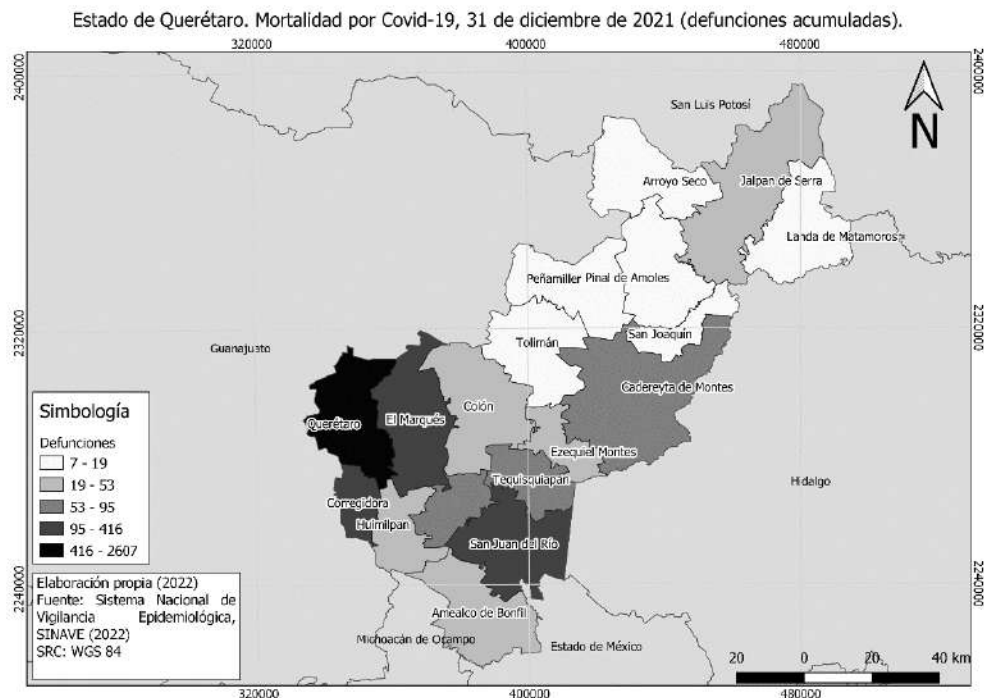 Estado de Querétaro. Mortalidad por Covid-19, 31 de diciembre de 2021 (defunciones acumuladas).
320000 400000 480000
2400000 2400000
San Luis Potosí
N
Arroyo Seco
Jalpan de Serra
Landa de Matamoros
Peñamiller
Pinal de Amoles
2320000 2320000
San Joaquín
Tolimán
Guanajuato
Cadereyta de Montes
Simbología
Defunciones
7 - 19
19 - 53
53 - 95
95 - 416
416 - 2607
Colón
El Marqués
Querétaro
Ezequiel Montes
Tequisquiapan
Hidalgo
Corregidora
Huimilpan
San Juan del Río
2240000 2240000
Elaboración propia (2022)
Fuente: Sistema Nacional de
Vigilancia Epidemiológica,
SINAVE (2022)
SRC: WGS 84
Amealco de Bonfil
Michoacán de Ocampo
Estado de México
20 0 20 40 km
320000 400000 480000